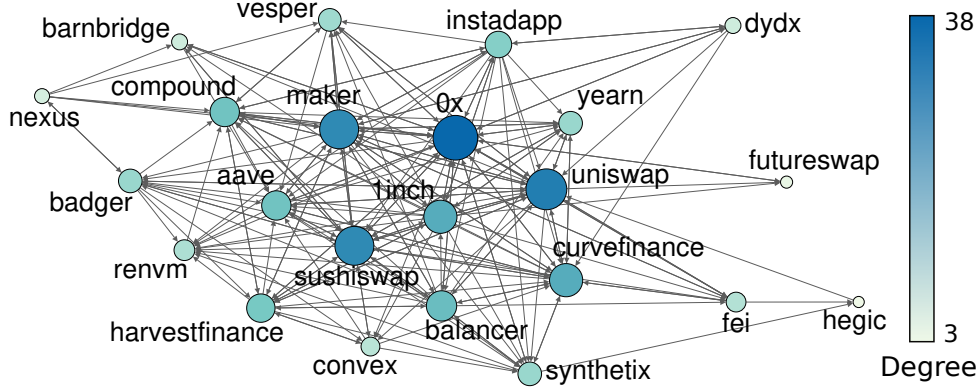 vesper
instadapp
dydx
38
barnbridge
compound
maker
0x
yearn
nexus
futureswap
aave
1inch
uniswap
badger
renvm
sushiswap
curvefinance
harvestfinance
balancer
fei
hegic
3
convex
synthetix
Degree